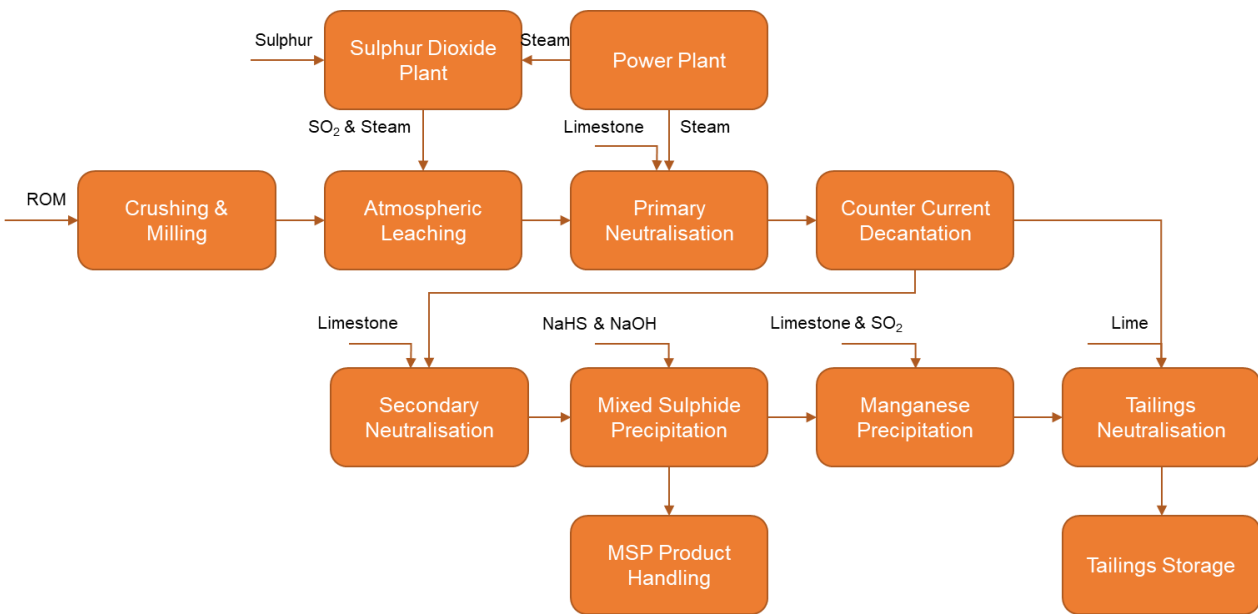 Sulphur
Sulphur Dioxide
Plant
Steam
Power Plant
SO₂ & Steam
Limestone
Steam
ROM
Crushing &
Milling
Atmospheric
Leaching
Primary
Neutralisation
Counter Current
Decantation
Limestone
NaHS & NaOH
Limestone & SO₂
Lime
Secondary
Neutralisation
Mixed Sulphide
Precipitation
Manganese
Precipitation
Tailings
Neutralisation
MSP Product
Handling
Tailings Storage